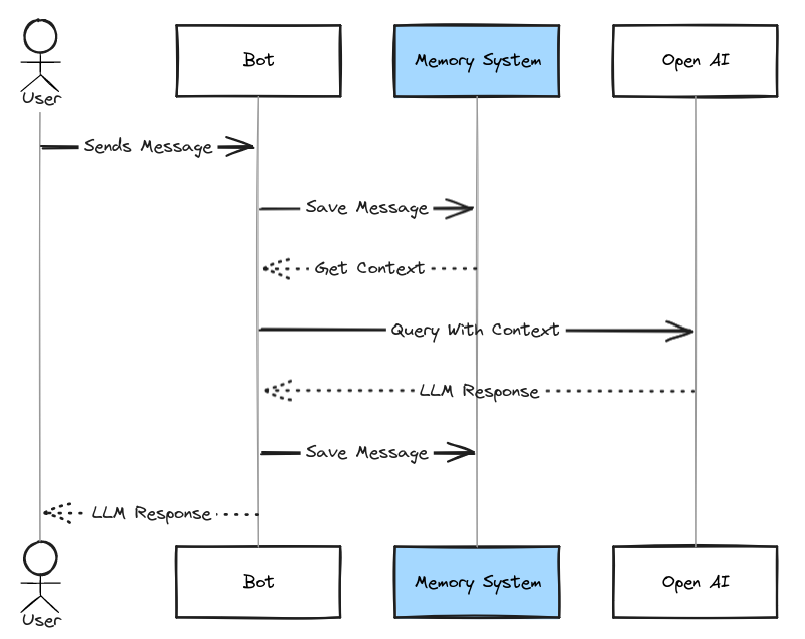 User
Bot
Memory System
Open AI
Sends Message
Save Message
Get Context
Query With Context
LLM Response
Save Message
LLM Response
User
Bot
Memory System
Open AI